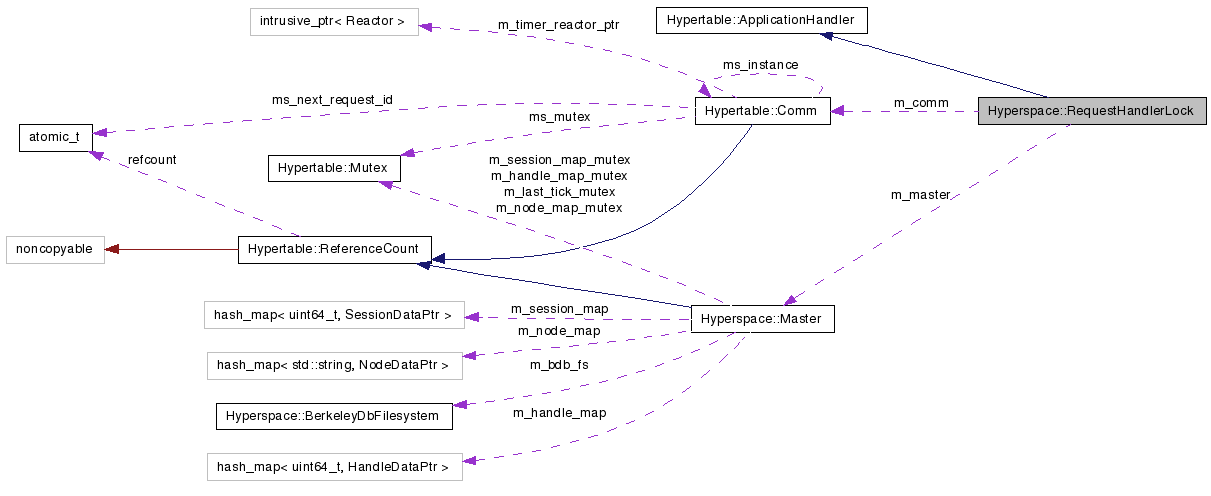 intrusive_ptr< Reactor >
m_timer_reactor_ptr
Hypertable::ApplicationHandler
ms_instance
ms_next_request_id
Hypertable::Comm
m_comm
Hyperspace::RequestHandlerLock
ms_mutex
atomic_t
refcount
Hypertable::Mutex
m_session_map_mutex
m_handle_map_mutex
m_last_tick_mutex
m_node_map_mutex
m_master
noncopyable
Hypertable::ReferenceCount
hash_map< uint64_t, SessionDataPtr >
m_session_map
Hyperspace::Master
m_node_map
hash_map< std::string, NodeDataPtr >
m_bdb_fs
Hyperspace::BerkeleyDbFilesystem
m_handle_map
hash_map< uint64_t, HandleDataPtr >